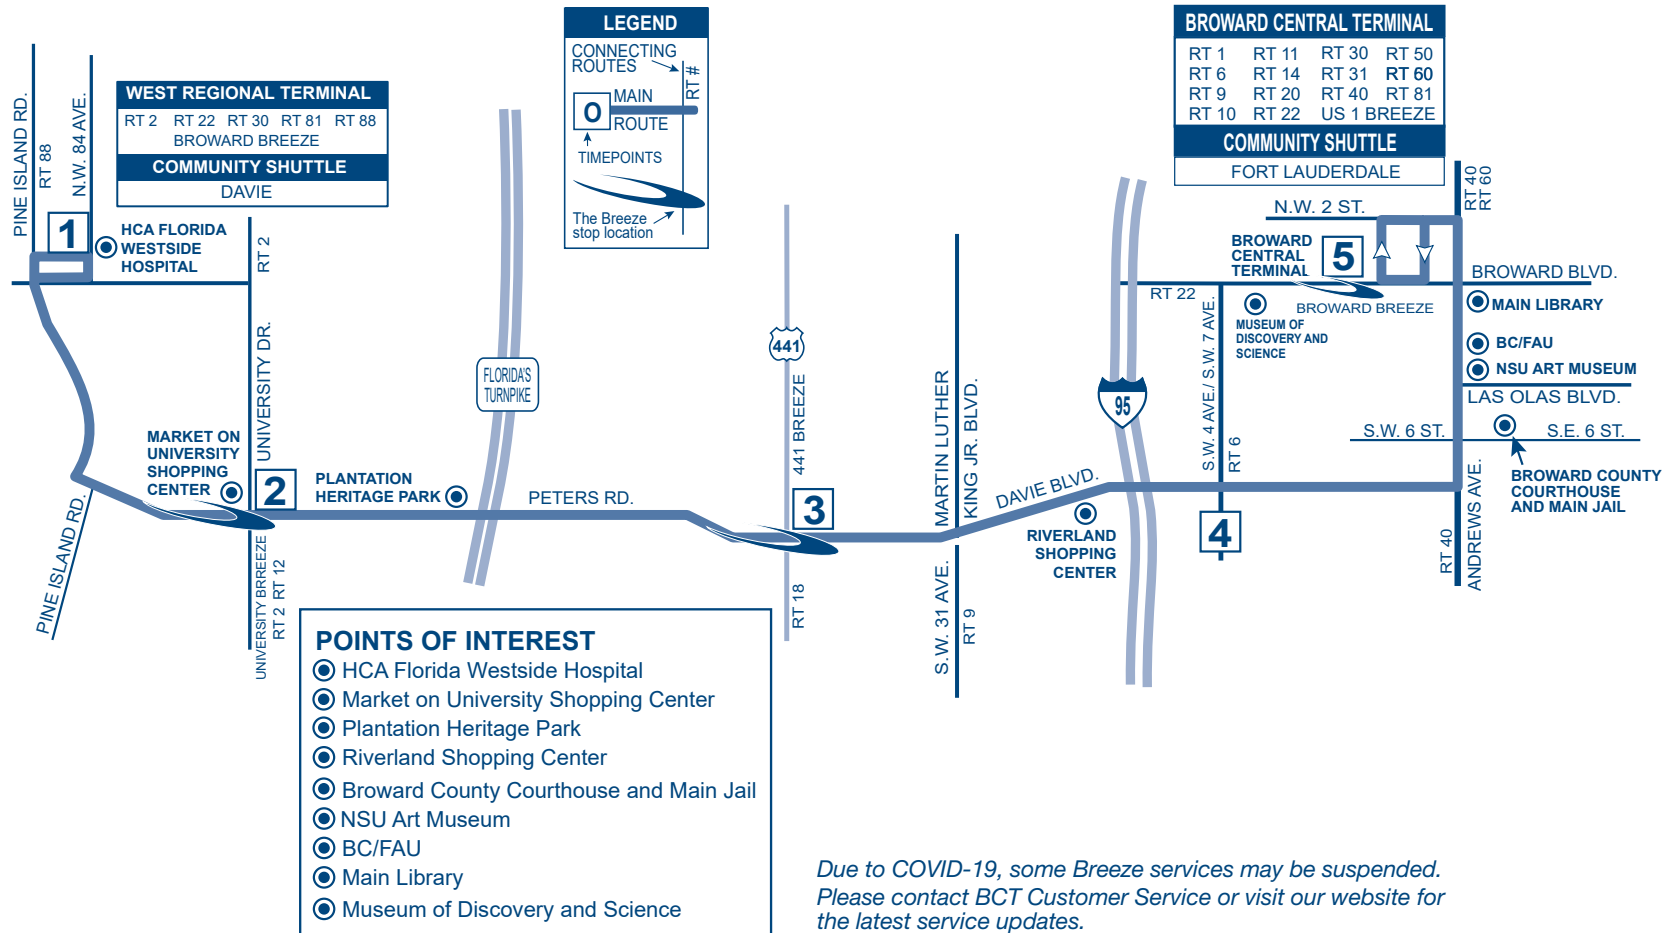 LEGEND
CONNECTING
ROUTES
RT #
MAIN
O
ROUTE
TIMEPOINTS
The Breeze
stop location
BROWARD CENTRAL TERMINAL
RT 1 RT 11 RT 30 RT 50
RT 6 RT 14 RT 31 RT 60
RT 9 RT 20 RT 40 RT 81
RT 10 RT 22 US 1 BREEZE
COMMUNITY SHUTTLE
FORT LAUDERDALE
WEST REGIONAL TERMINAL
RT 2 RT 22 RT 30 RT 81 RT 88
BROWARD BREEZE
COMMUNITY SHUTTLE
DAVIE
PINE ISLAND RD.
RT 88
N.W. 84 AVE.
1
HCA FLORIDA
WESTSIDE
HOSPITAL
RT 2
UNIVERSITY DR.
MARKET ON
UNIVERSITY
SHOPPING
CENTER
2
PINE ISLAND RD.
UNIVERSITY BRREEZE
RT 2 RT 12
PLANTATION
HERITAGE PARK
FLORIDA'S
TURNPIKE
PETERS RD.
441
441 BREEZE
3
RT 18
MARTIN LUTHER
KING JR. BLVD.
S.W. 31 AVE.
RT 9
DAVIE BLVD.
RIVERLAND
SHOPPING
CENTER
95
N.W. 2 ST.
RT 40
RT 60
BROWARD
CENTRAL
TERMINAL
5
BROWARD BLVD.
RT 22
BROWARD BREEZE
MUSEUM OF
DISCOVERY AND
SCIENCE
S.W. 4 AVE./ S.W. 7 AVE.
RT 6
4
MAIN LIBRARY
BC/FAU
NSU ART MUSEUM
LAS OLAS BLVD.
S.W. 6 ST.
S.E. 6 ST.
BROWARD COUNTY
COURTHOUSE
AND MAIN JAIL
RT 40
ANDREWS AVE.
POINTS OF INTEREST
HCA Florida Westside Hospital
Market on University Shopping Center
Plantation Heritage Park
Riverland Shopping Center
Broward County Courthouse and Main Jail
NSU Art Museum
BC/FAU
Main Library
Museum of Discovery and Science
Due to COVID-19, some Breeze services may be suspended.
Please contact BCT Customer Service or visit our website for
the latest service updates.